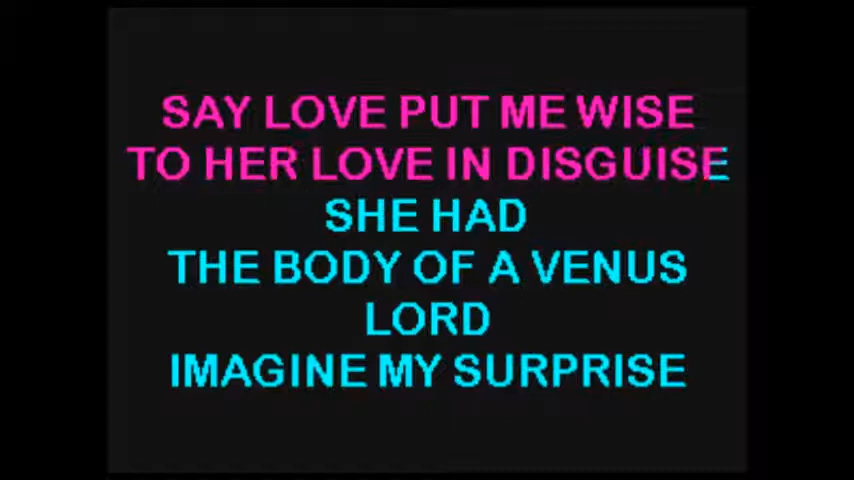 SAY LOVE PUT ME WISE
TO HER LOVE IN DISGUISE
SHE HAD
THE BODY OF A VENUS
LORD
IMAGINE MY SURPRISE